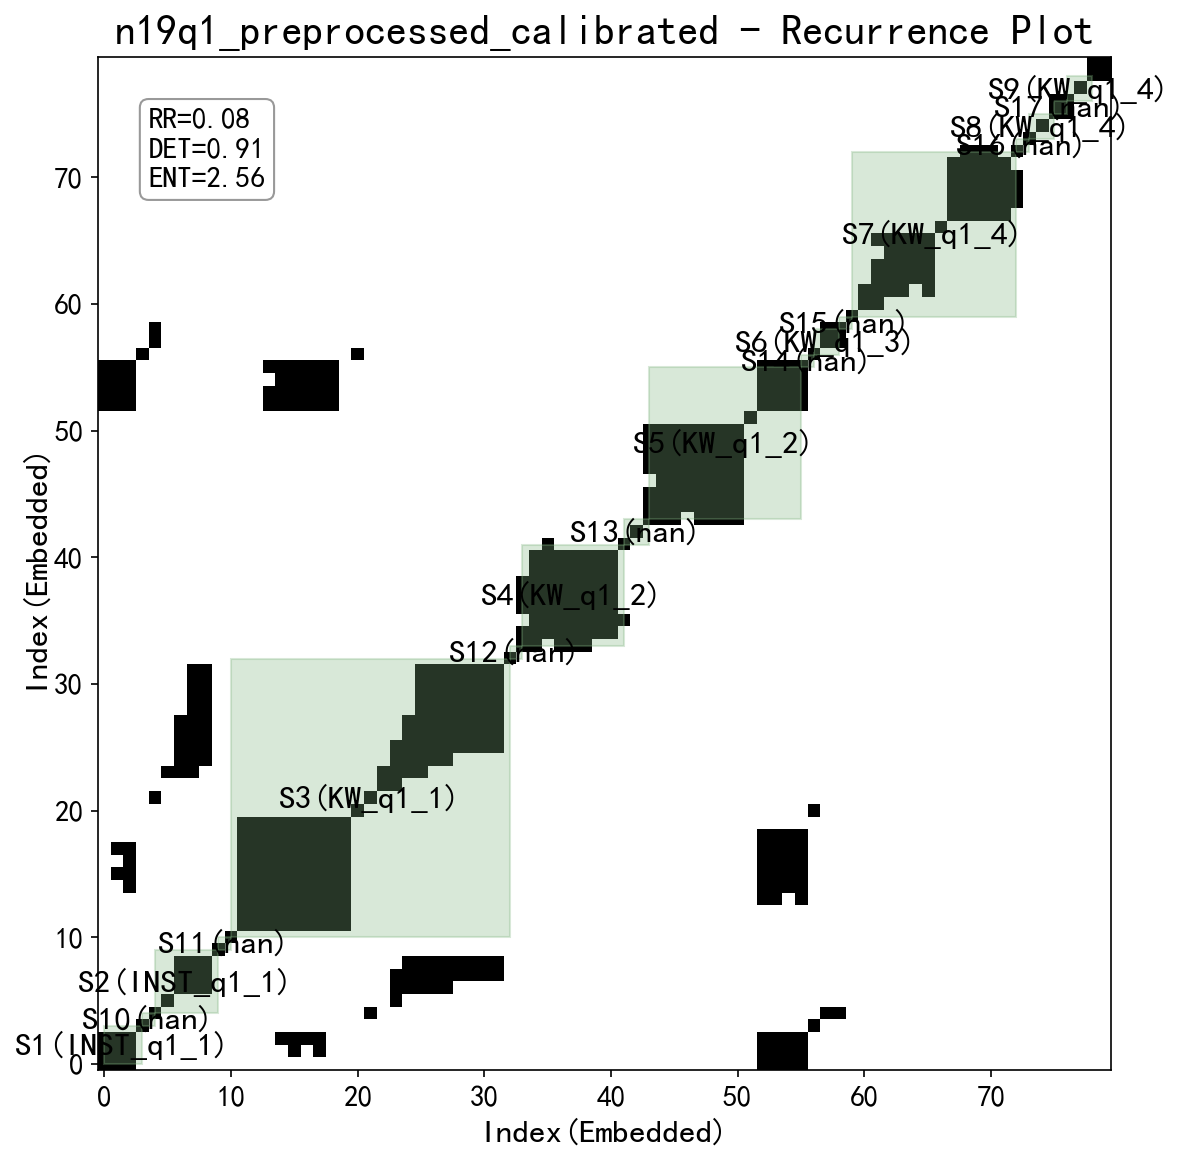 n19q1_preprocessed_calibrated - Recurrence Plot
RR=0.08
DET=0.91
ENT=2.56
S9(KW_q1_4)
S17(nan)
S8(KW_q1_4)
S16(nan)
S7(KW_q1_4)
S15(nan)
S6(KW_q1_3)
S14(nan)
S5(KW_q1_2)
S13(nan)
S4(KW_q1_2)
S12(nan)
S3(KW_q1_1)
S11(nan)
S2(INST_q1_1)
S10(nan)
S1(INST_q1_1)
70
60
50
40
30
20
10
0
Index(Embedded)
0 10 20 30 40 50 60 70
Index(Embedded)